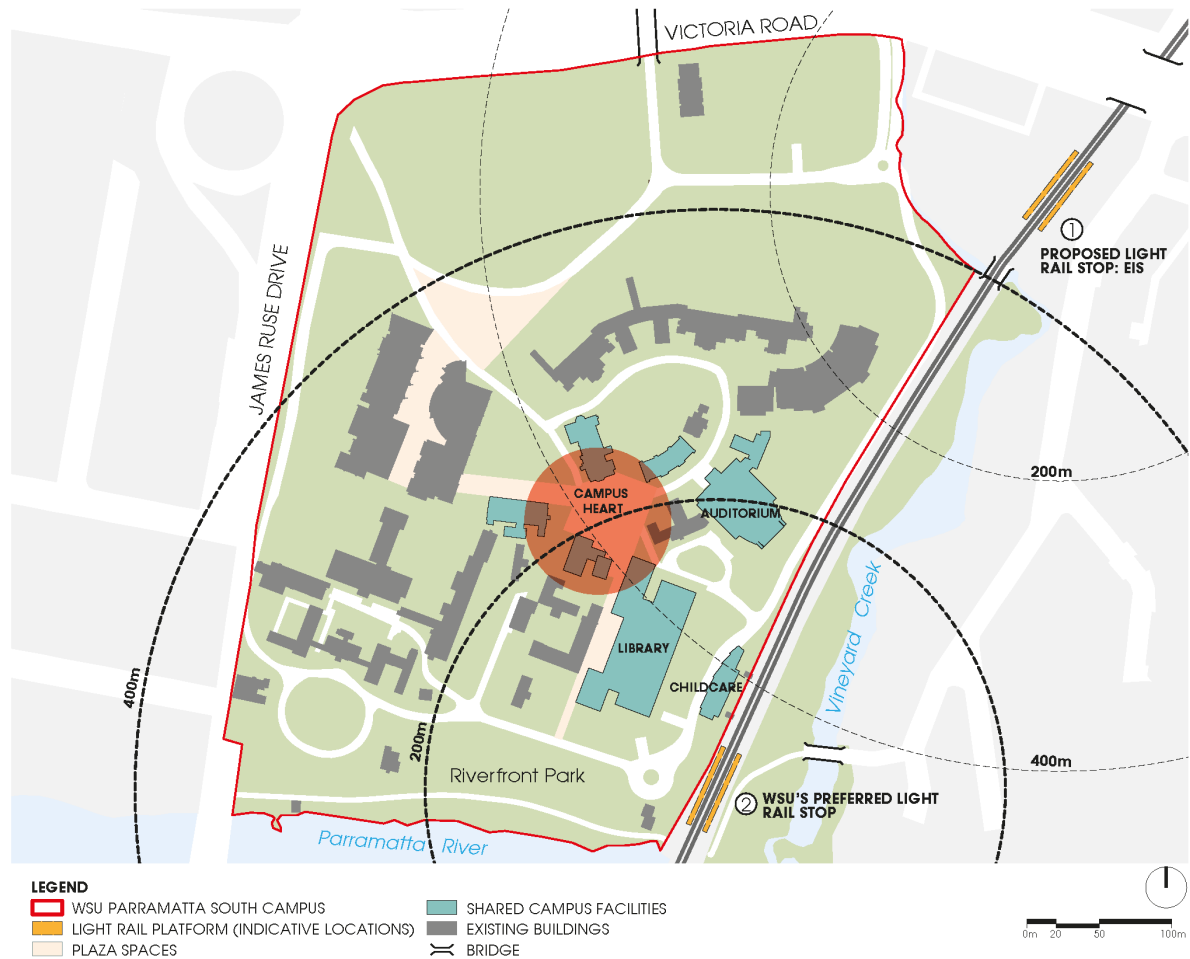 VICTORIA ROAD
JAMES RUSE DRIVE
1
PROPOSED LIGHT
RAIL STOP: EIS
200m
CAMPUS
HEART
AUDITORIUM
LIBRARY
CHILDCARE
Vineyard Creek
400m
200m
400m
Riverfront Park
2
WSU'S PREFERRED LIGHT
RAIL STOP
Parramatta River
LEGEND
WSU PARRAMATTA SOUTH CAMPUS
LIGHT RAIL PLATFORM (INDICATIVE LOCATIONS)
PLAZA SPACES
SHARED CAMPUS FACILITIES
EXISTING BUILDINGS
BRIDGE
0m 20 50 100m